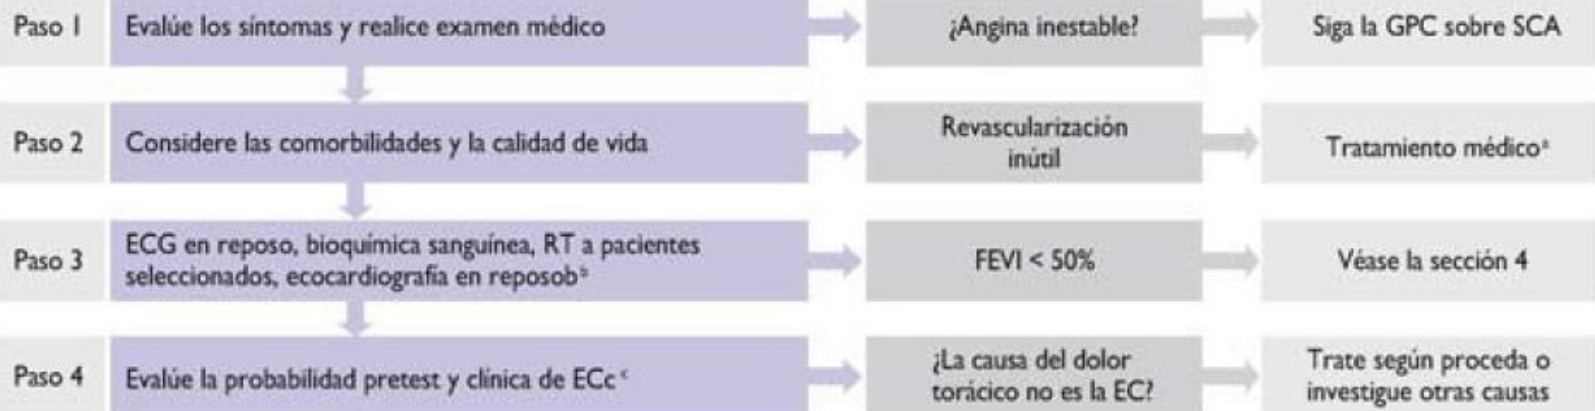 Paso 1
Evalúe los síntomas y realice examen médico
¿Angina inestable?
Siga la GPC sobre SCA
Paso 2
Considere las comorbilidades y la calidad de vida
Revascularización
inútil
Tratamiento médicoᵃ
Paso 3
ECG en reposo, bioquímica sanguínea, RT a pacientes
seleccionados, ecocardiografía en reposobᵇ
FEVI < 50%
Véase la sección 4
Paso 4
Evalúe la probabilidad pretest y clínica de ECc ᶜ
¿La causa del dolor
torácico no es la EC?
Trate según proceda o
investigue otras causas